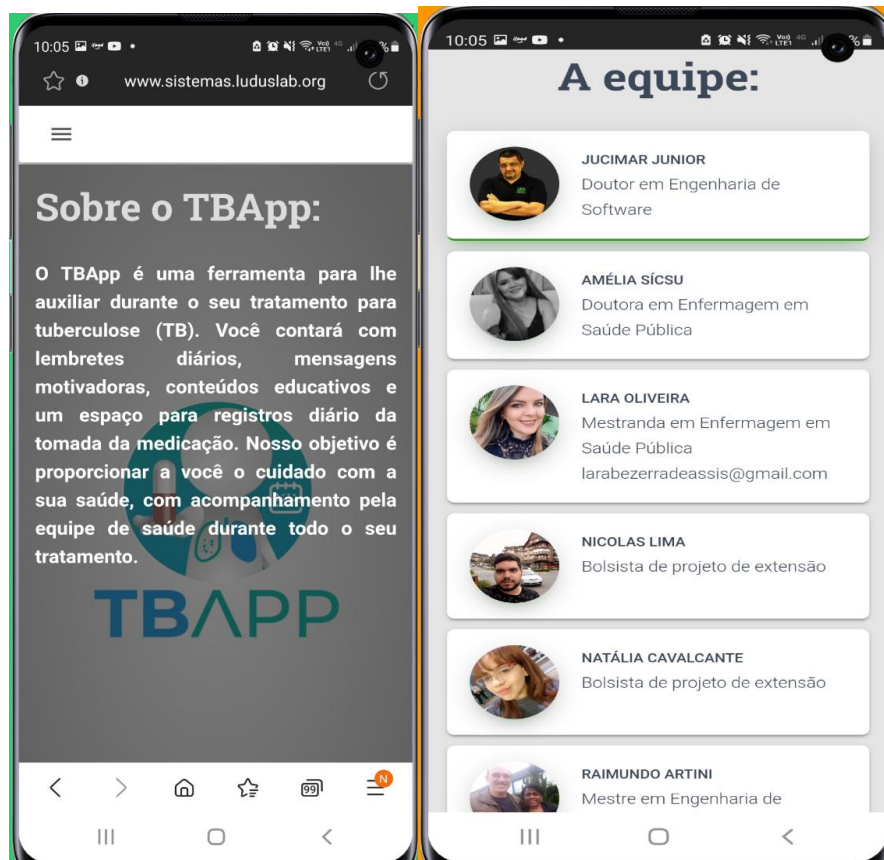 10:05
www.sistemas.luduslab.org
Sobre o TBApp:
O TBApp é uma ferramenta para lhe
auxiliar durante o seu tratamento para
tuberculose (TB). Você contará com
lembretes diários, mensagens
motivadoras, conteúdos educativos e
um espaço para registros diário da
tomada da medicação. Nosso objetivo é
proporcionar a você o cuidado com a
sua saúde, com acompanhamento pela
equipe de saúde durante todo o seu
tratamento.
TBAPP
99
N
10:05
A equipe:
JUCIMAR JUNIOR
Doutor em Engenharia de
Software
AMÉLIA SÍCSU
Doutora em Enfermagem em
Saúde Pública
LARA OLIVEIRA
Mestranda em Enfermagem em
Saúde Pública
larabezerradeassis@gmail.com
NICOLAS LIMA
Bolsista de projeto de extensão
NATÁLIA CAVALCANTE
Bolsista de projeto de extensão
RAIMUNDO ARTINI
Mestre em Engenharia de